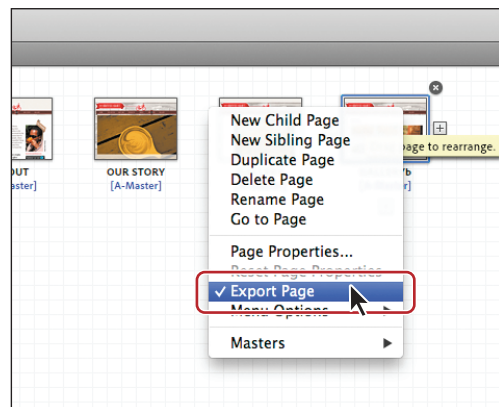 New Child Page
New Sibling Page
Duplicate Page
Delete Page
Rename Page
Go to Page
Page Properties...
Reset Page Properties
✓ Export Page
Menu Options
Masters
page to rearrange.
OUT
OUR STORY
[A-Master]